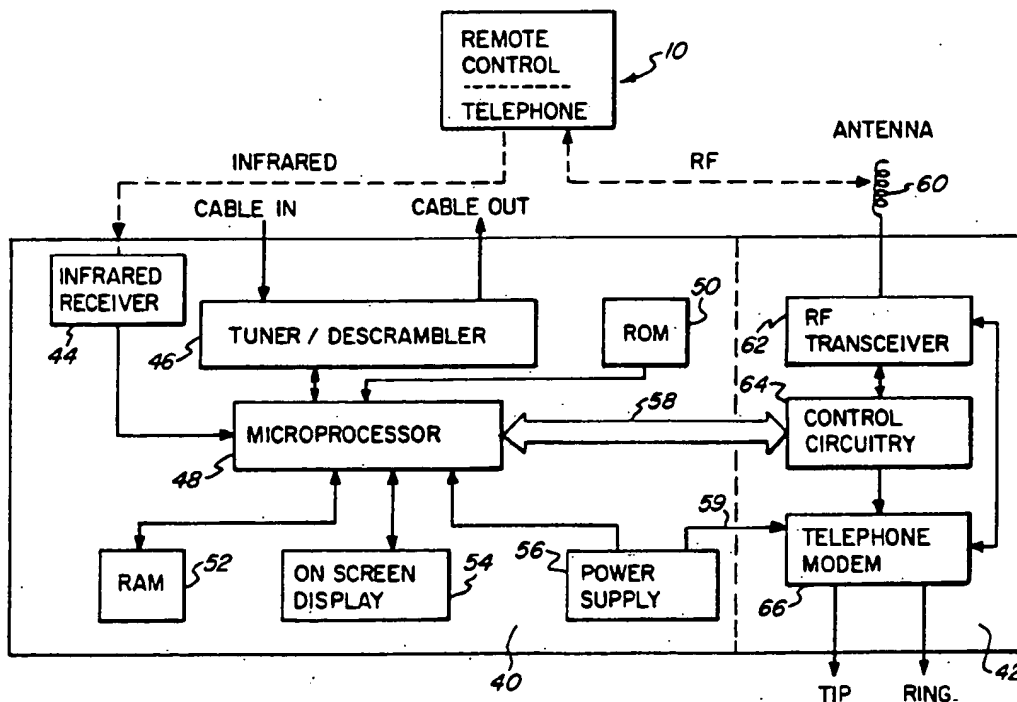 REMOTE
CONTROL
TELEPHONE
10
ANTENNA
INFRARED
RF
60
CABLE IN
CABLE OUT
INFRARED
RECEIVER
44
TUNER / DESCRAMBLER
46
ROM
50
RF
TRANSCEIVER
62
64
MICROPROCESSOR
48
58
CONTROL
CIRCUITRY
59
RAM
52
ON SCREEN
DISPLAY
54
56
POWER
SUPPLY
TELEPHONE
MODEM
66
40
42
TIP
RING.